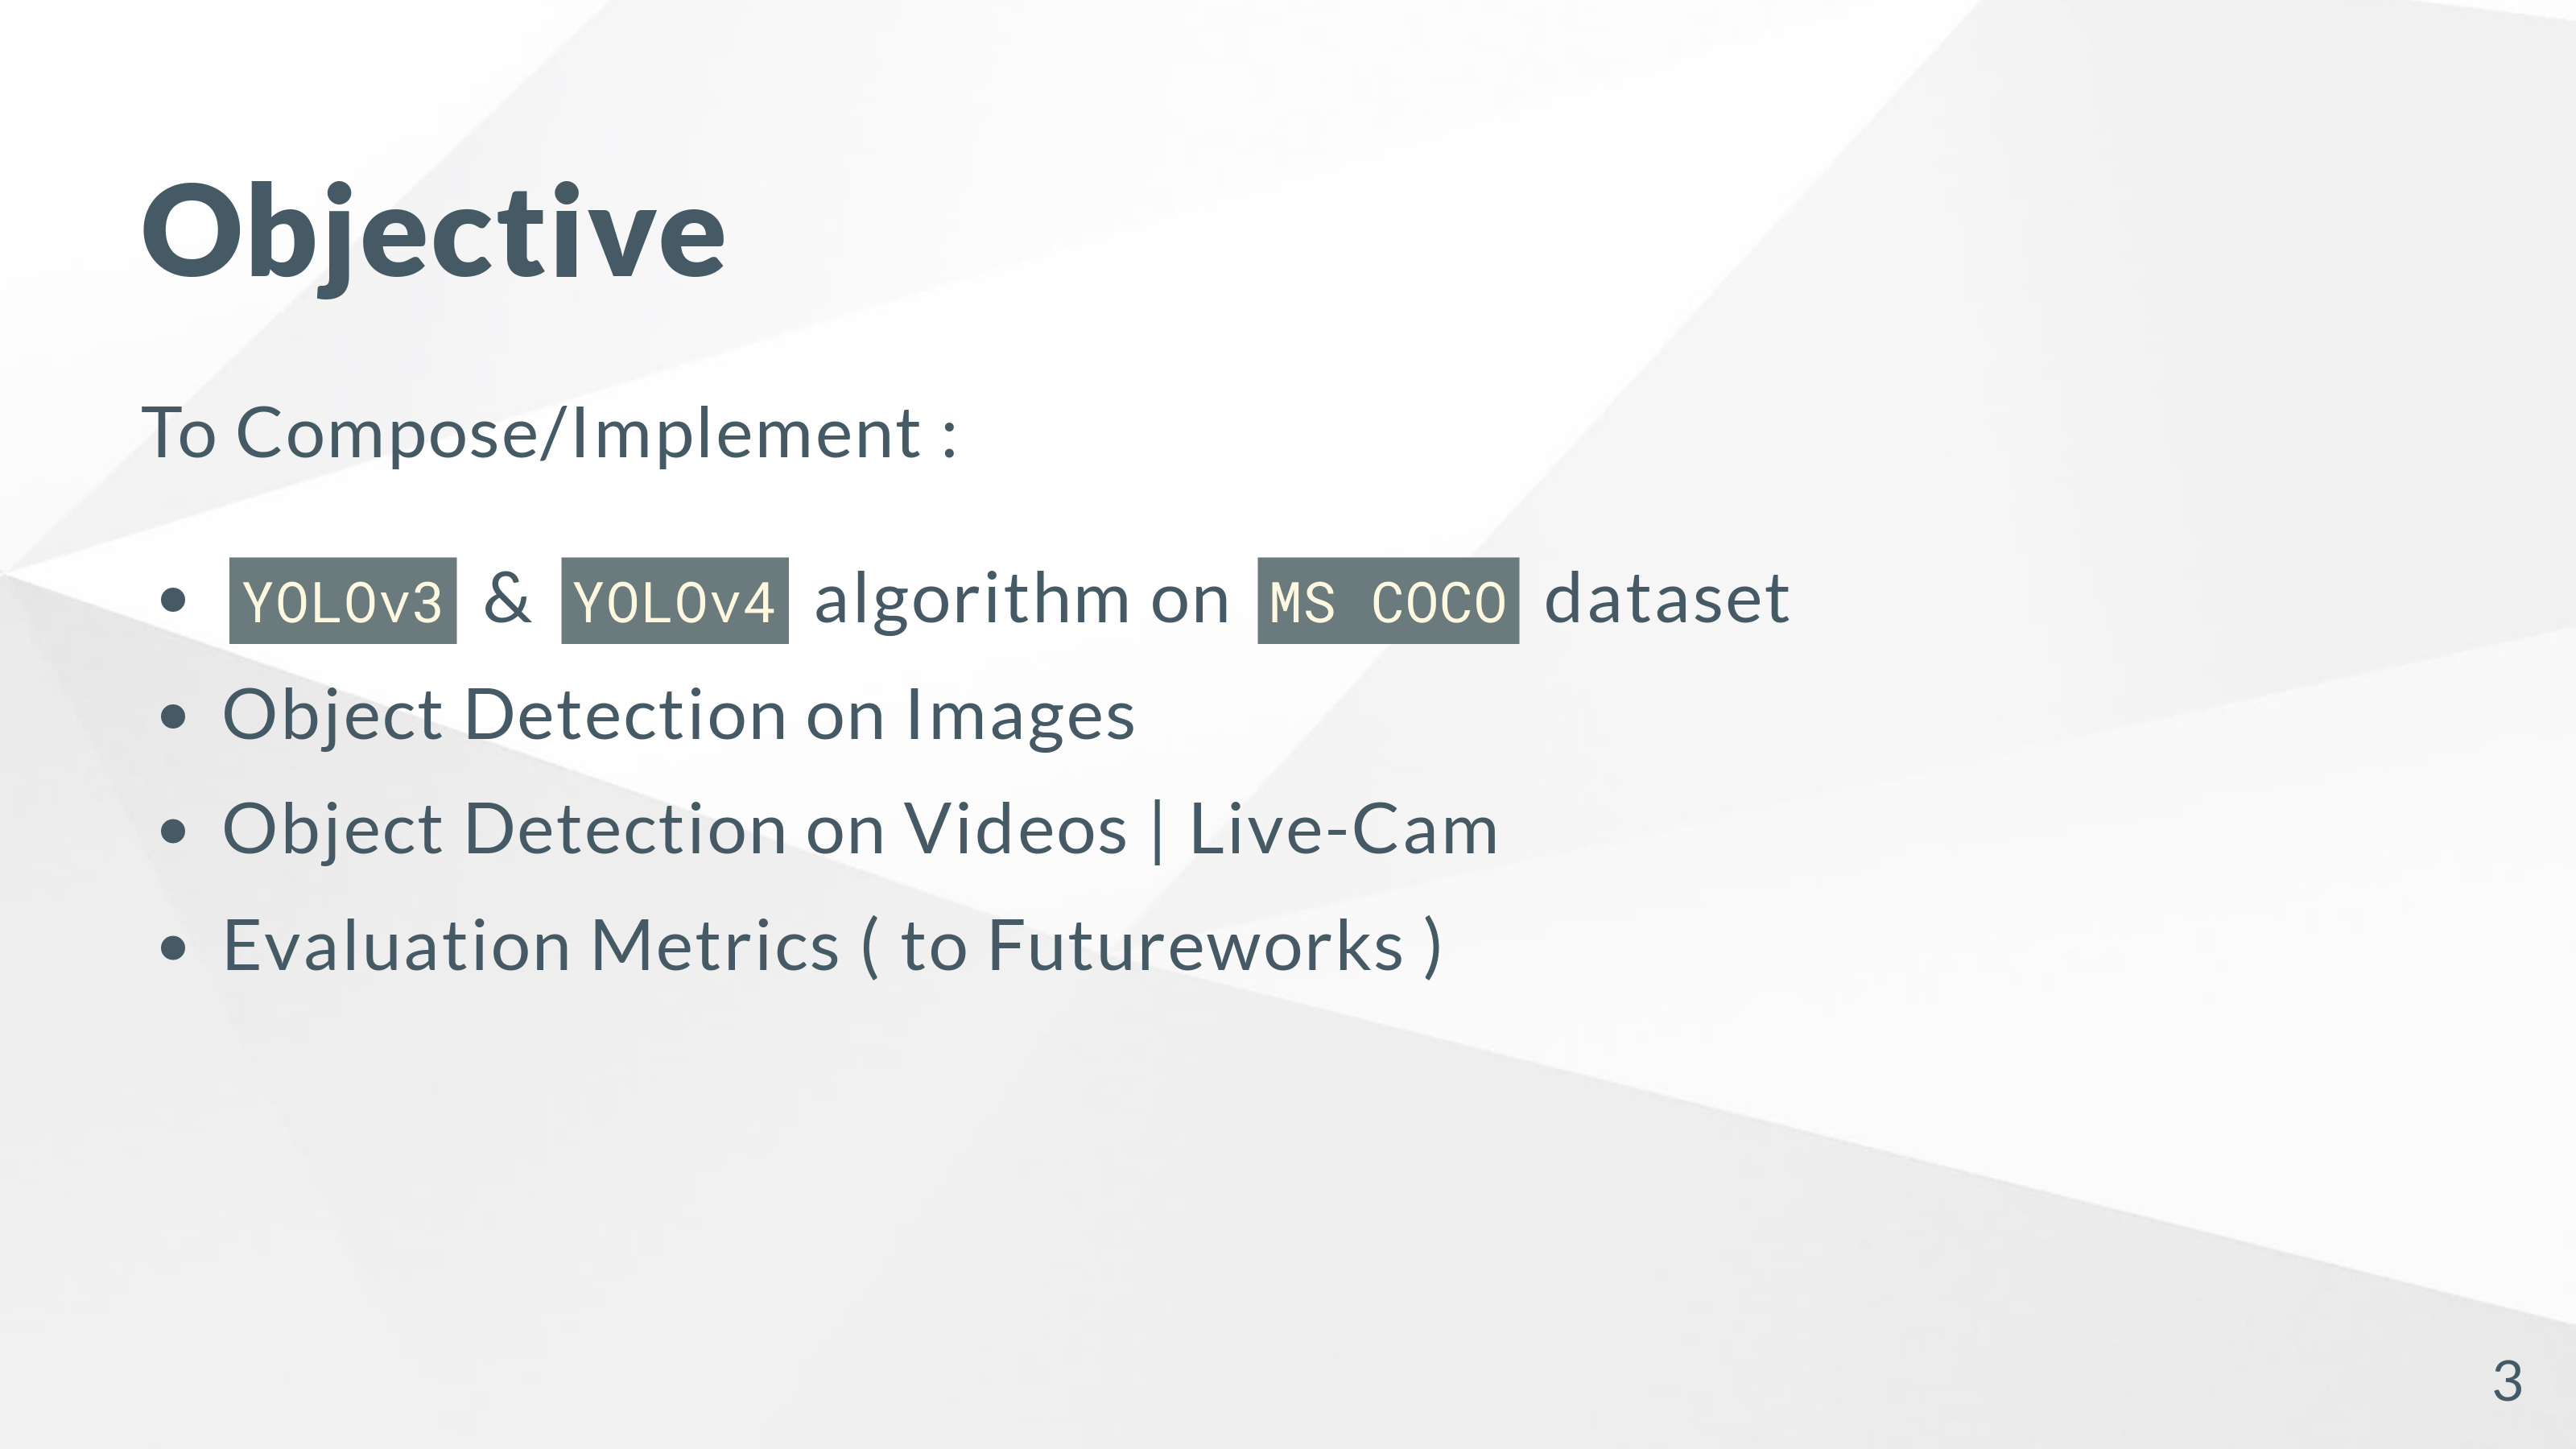 Objective
To Compose/Implement :
• YOLOv3 & YOLOv4 algorithm on MS COCO dataset
• Object Detection on Images
• Object Detection on Videos | Live-Cam
• Evaluation Metrics ( to Futureworks )
3